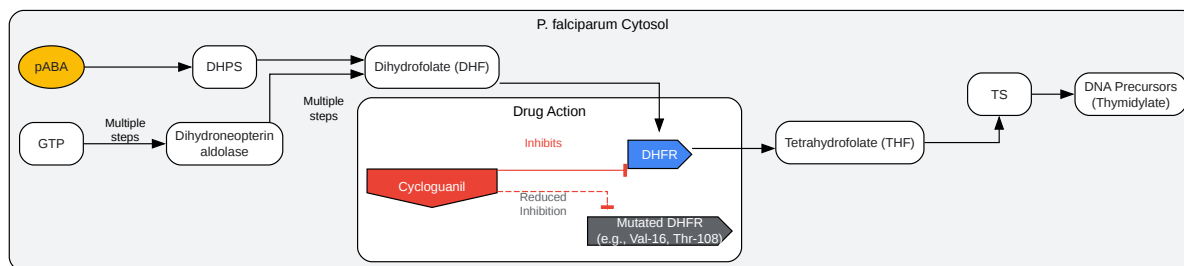 P. falciparum Cytosol
pABA
DHPS
Dihydrofolate (DHF)
GTP
Multiple
steps
Dihydroneopterin
aldolase
Multiple
steps
Drug Action
Inhibits
DHFR
Cycloguanil
Reduced
Inhibition
Mutated DHFR
(e.g., Val-16, Thr-108)
Tetrahydrofolate (THF)
TS
DNA Precursors
(Thymidylate)